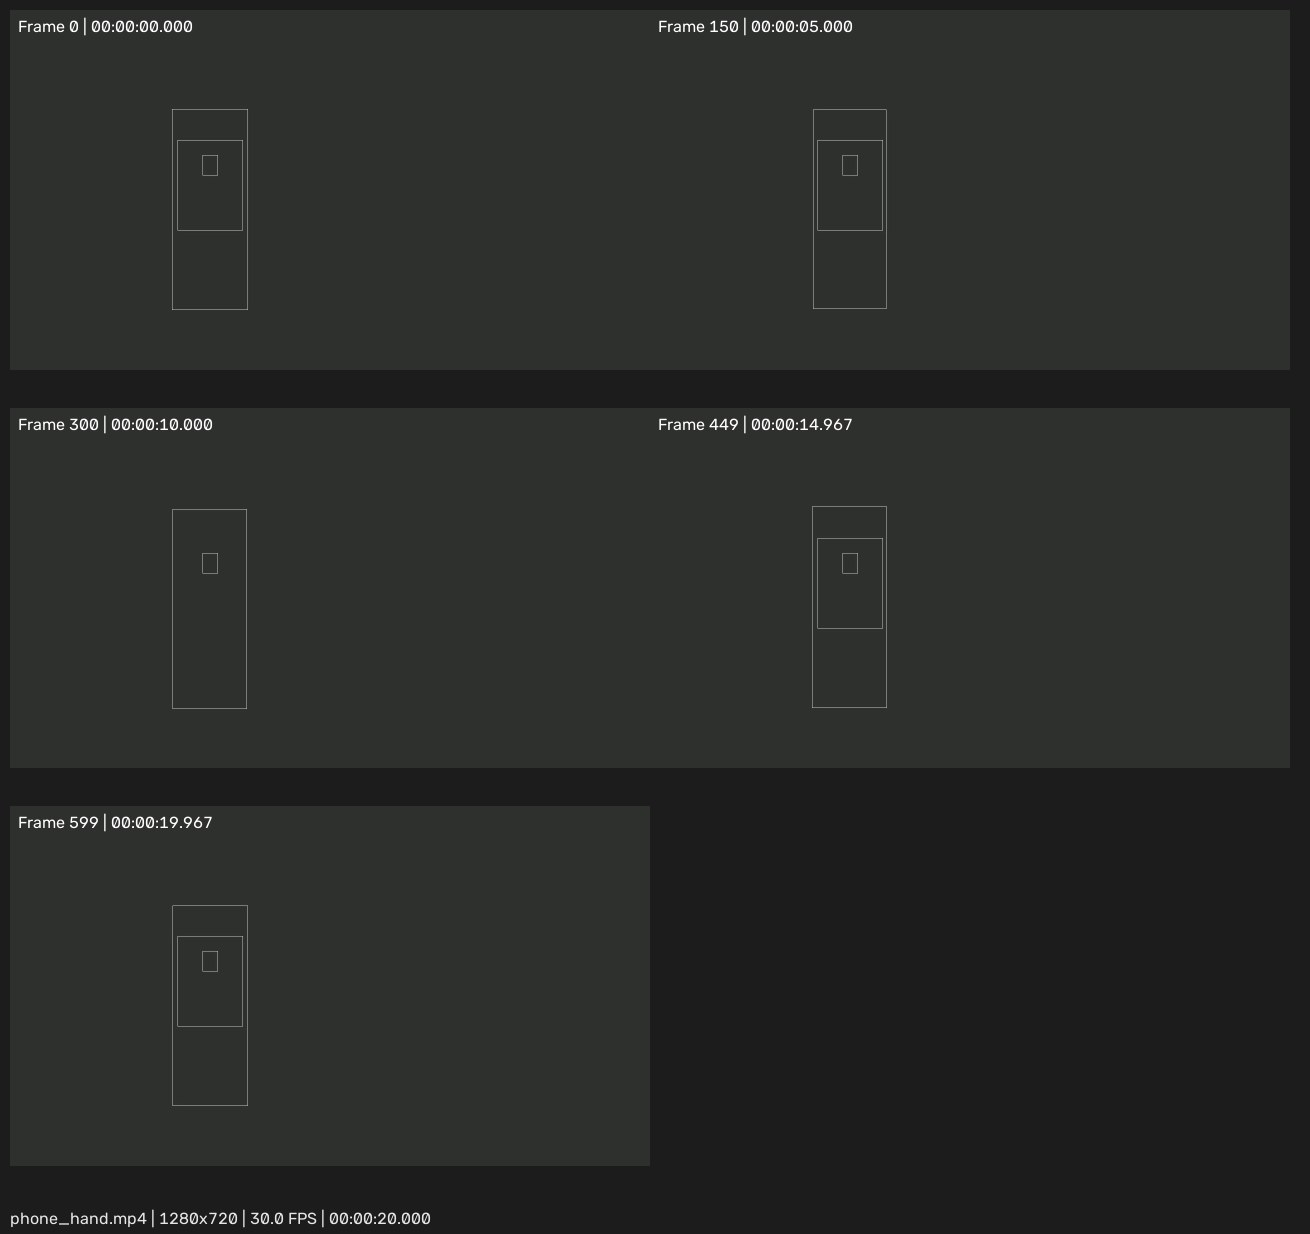 Frame 0 | 00:00:00.000
Frame 150 | 00:00:05.000
Frame 300 | 00:00:10.000
Frame 449 | 00:00:14.967
Frame 599 | 00:00:19.967
phone_hand.mp4 | 1280x720 | 30.0 FPS | 00:00:20.000